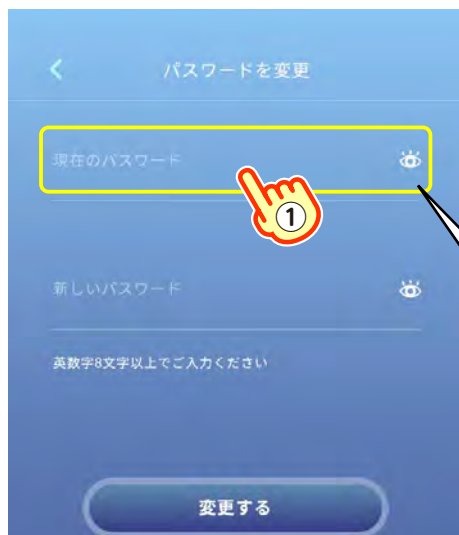 パスワードを変更
現在のパスワード
①
新しいパスワード
英数字8文字以上でご入力ください
変更する